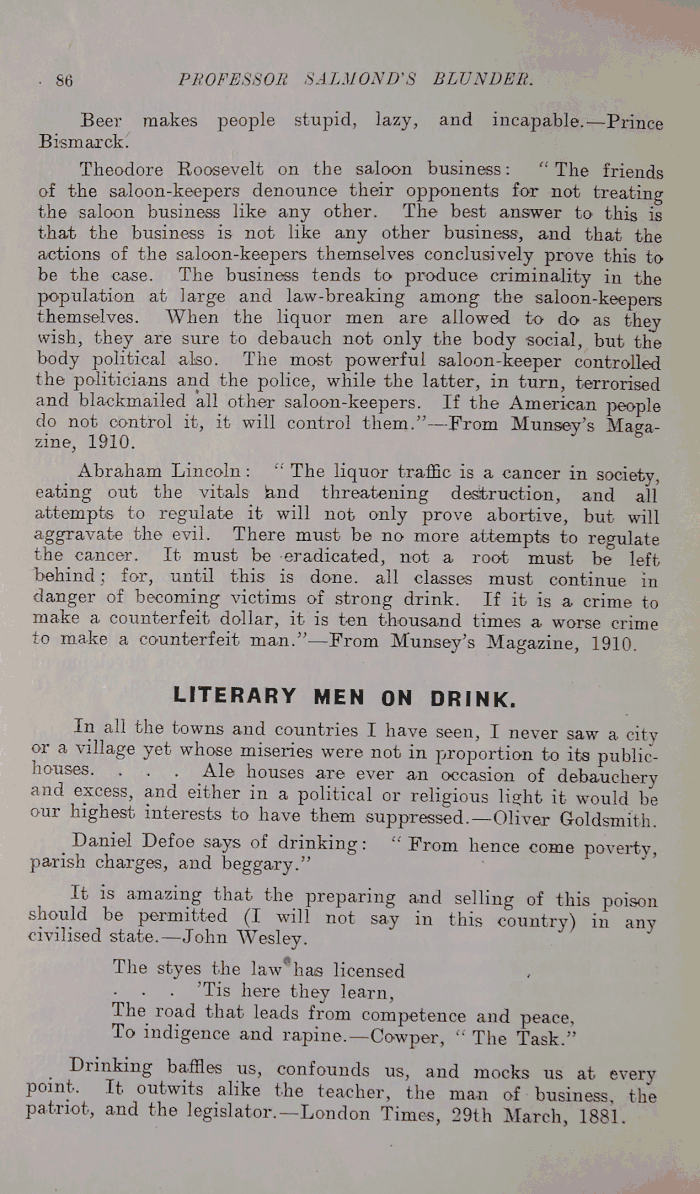 86 PROFESSOR SALMOND'S BLUNDER.
Beer makes people stupid, lazy, and incapable.—Prince
Bismarck.
Theodore Roosevelt on the saloon business: "The friends
of the saloon-keepers denounce their opponents for not treating
the saloon business like any other. The best answer to this is
that the business is not like any other business, and that the
actions of the saloon-keepers themselves conclusively prove this to
be the case. The business tends to produce criminality in the
population at large and law-breaking among the saloon-keepers
themselves. When the liquor men are allowed to do as they
wish, they are sure to debauch not only the body social, but the
body political also. The most powerful saloon-keeper controlled
the politicians and the police, while the latter, in turn, terrorised
and blackmailed all other saloon-keepers. If the American people
do not control it, it will control them."—From Munsey's Maga-
zine, 1910.
Abraham Lincoln: "The liquor traffic is a cancer in society,
eating out the vitals and threatening destruction, and all
attempts to regulate it will not only prove abortive, but will
aggravate the evil. There must be no more attempts to regulate
the cancer. It must be eradicated, not a root must be left
behind; for, until this is done. all classes must continue in
danger of becoming victims of strong drink. If it is a crime to
make a counterfeit dollar, it is ten thousand times a worse crime
to make a counterfeit man."—From Munsey's Magazine, 1910.
LITERARY MEN ON DRINK.
In all the towns and countries I have seen, I never saw a city
or a village yet whose miseries were not in proportion to its public-
houses. . . . Ale houses are ever an occasion of debauchery
and excess, and either in a political or religious light it would be
our highest interests to have them suppressed.—Oliver Goldsmith.
Daniel Defoe says of drinking: "From hence come poverty,
parish charges, and beggary."
It is amazing that the preparing and selling of this poison
should be permitted (I will not say in this country) in any
civilised state.—John Wesley.
The styes the law has licensed
. . . 'Tis here they learn,
The road that leads from competence and peace,
To indigence and rapine.—Cowper, "The Task."
Drinking baffles us, confounds us, and mocks us at every
point. It outwits alike the teacher, the man of business, the
patriot, and the legislator.—London Times, 29th March, 1881.